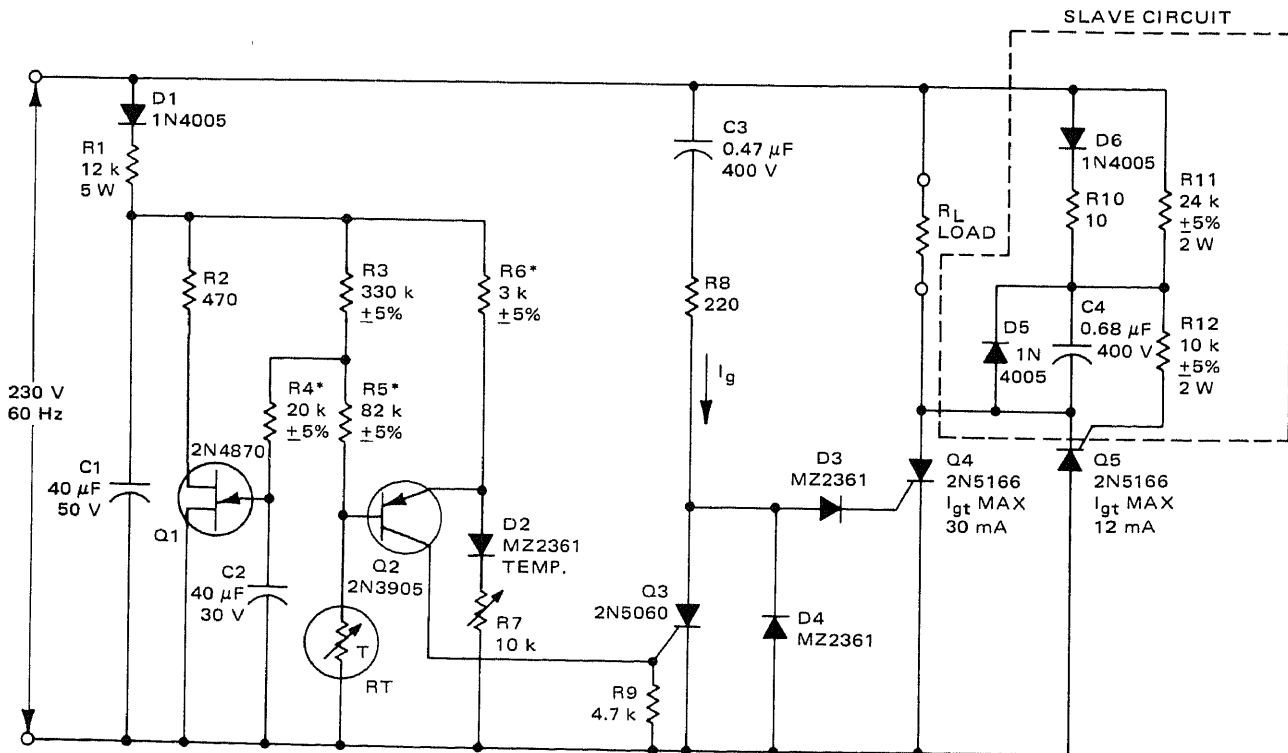 SLAVE CIRCUIT
D1
1N4005
R1
12 k
5 W
C3
0.47 µF
400 V
D6
1N4005
R10
10
R11
24 k
±5%
2 W
RL
LOAD
R2
470
R3
330 k
±5%
R6*
3 k
±5%
R8
220
D5
1N
4005
C4
0.68 µF
400 V
R12
10 k
±5%
2 W
Ig
230 V
60 Hz
R4*
20 k
±5%
R5*
82 k
±5%
2N4870
C1
40 µF
50 V
Q1
D3
MZ2361
Q4
2N5166
Igt MAX
30 mA
Q5
2N5166
Igt MAX
12 mA
D2
MZ2361
TEMP.
Q2
2N3905
C2
40 µF
30 V
Q3
2N5060
D4
MZ2361
R7
10 k
T
RT
R9
4.7 k